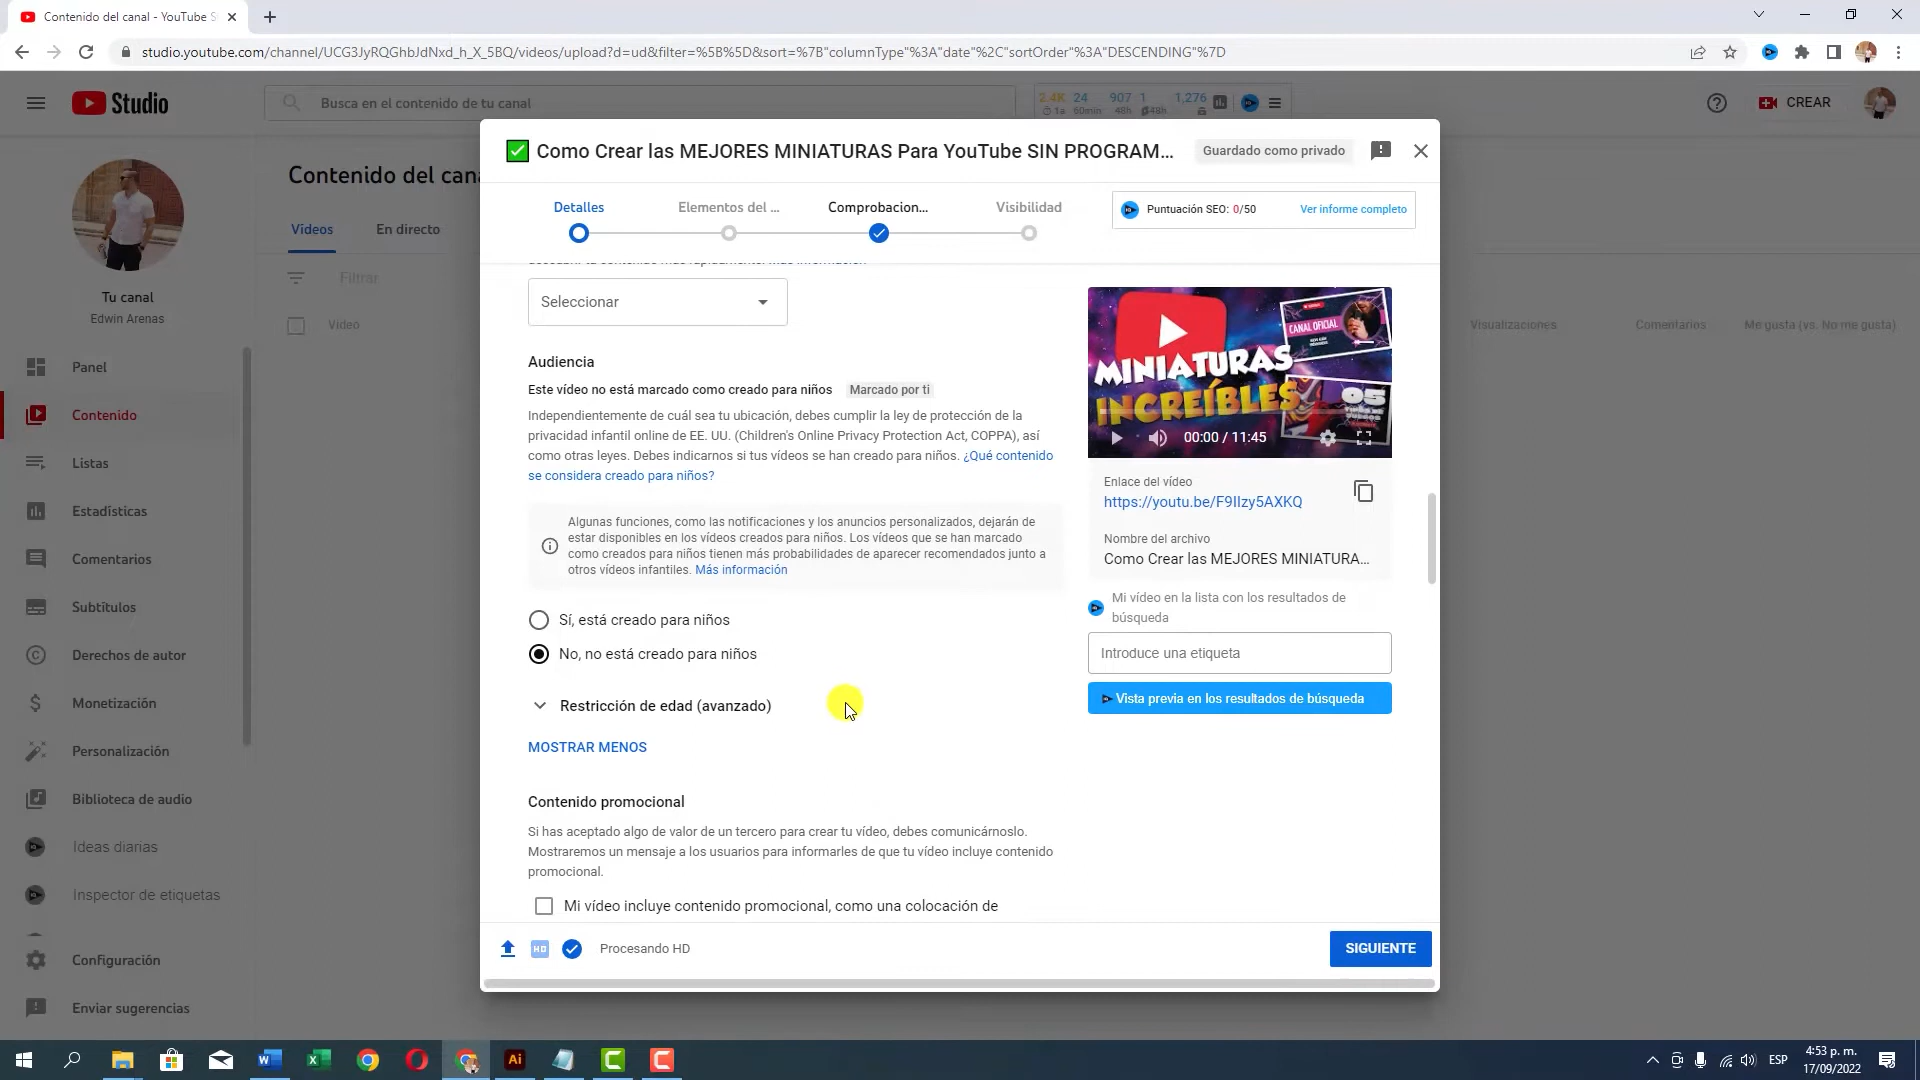 Contenido del canal - YouTube S
studio.youtube.com/channel/UCG3JyRQGhbJdNxd_h_X_5BQ/videos/upload?d=ud&filter=%5B%5D&sort=%7B"columnType"%3A"date"%2C"sortOrder"%3A"DESCENDING"%7D
Studio
Busca en el contenido de tu canal
2.4K 24 907 1 1,276
1a 60min 48h 48h
CREAR
Tu canal
Edwin Arenas
Panel
Contenido
Listas
Estadísticas
Comentarios
Subtítulos
Derechos de autor
Monetización
Personalización
Biblioteca de audio
Ideas diarias
Inspector de etiquetas
Configuración
Enviar sugerencias
Contenido del cana
Vídeos En directo
Filtrar
Vídeo
Visualizaciones Comentarios Me gusta (vs. No me gusta)
Como Crear las MEJORES MINIATURAS Para YouTube SIN PROGRAM...
Guardado como privado
Detalles Elementos del ... Comprobacion... Visibilidad
Puntuación SEO: 0/50 Ver informe completo
Seleccionar
Audiencia
Este vídeo no está marcado como creado para niños Marcado por ti
Independientemente de cuál sea tu ubicación, debes cumplir la ley de protección de la
privacidad infantil online de EE. UU. (Children's Online Privacy Protection Act, COPPA), así
como otras leyes. Debes indicarnos si tus vídeos se han creado para niños. ¿Qué contenido
se considera creado para niños?
Algunas funciones, como las notificaciones y los anuncios personalizados, dejarán de
estar disponibles en los vídeos creados para niños. Los vídeos que se han marcado
como creados para niños tienen más probabilidades de aparecer recomendados junto a
otros vídeos infantiles. Más información
Sí, está creado para niños
No, no está creado para niños
Restricción de edad (avanzado)
MOSTRAR MENOS
Contenido promocional
Si has aceptado algo de valor de un tercero para crear tu vídeo, debes comunicárnoslo.
Mostraremos un mensaje a los usuarios para informarles de que tu vídeo incluye contenido
promocional.
Mi vídeo incluye contenido promocional, como una colocación de
CANAL OFICIAL
MINIATURAS
INCREÍBLES
05
00:00 / 11:45
Enlace del vídeo
https://youtu.be/F9IIzy5AXKQ
Nombre del archivo
Como Crear las MEJORES MINIATURA...
Mi vídeo en la lista con los resultados de
búsqueda
Introduce una etiqueta
Vista previa en los resultados de búsqueda
HD Procesando HD
SIGUIENTE
Ai
ESP
4:53 p. m.
17/09/2022